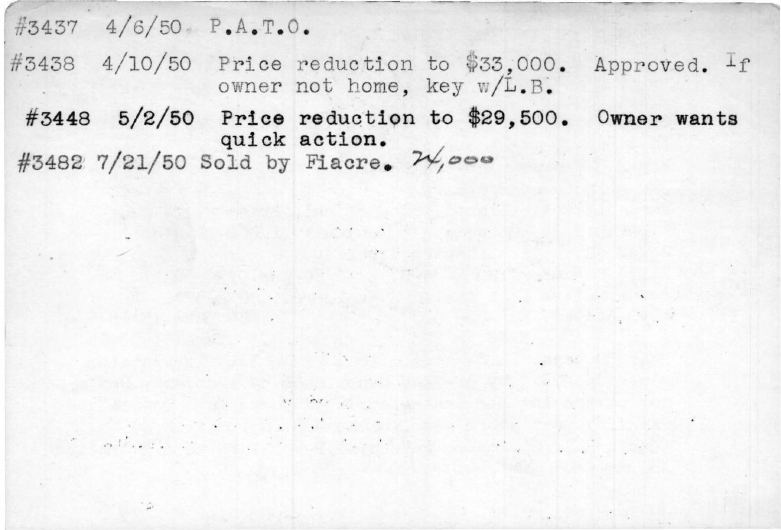 #3437 4/6/50 P.A.T.O.
#3438 4/10/50 Price reduction to $33,000. Approved. If
owner not home, key w/L.B.
#3448 5/2/50 Price reduction to $29,500. Owner wants
quick action.
#3482 7/21/50 Sold by Fiacre.